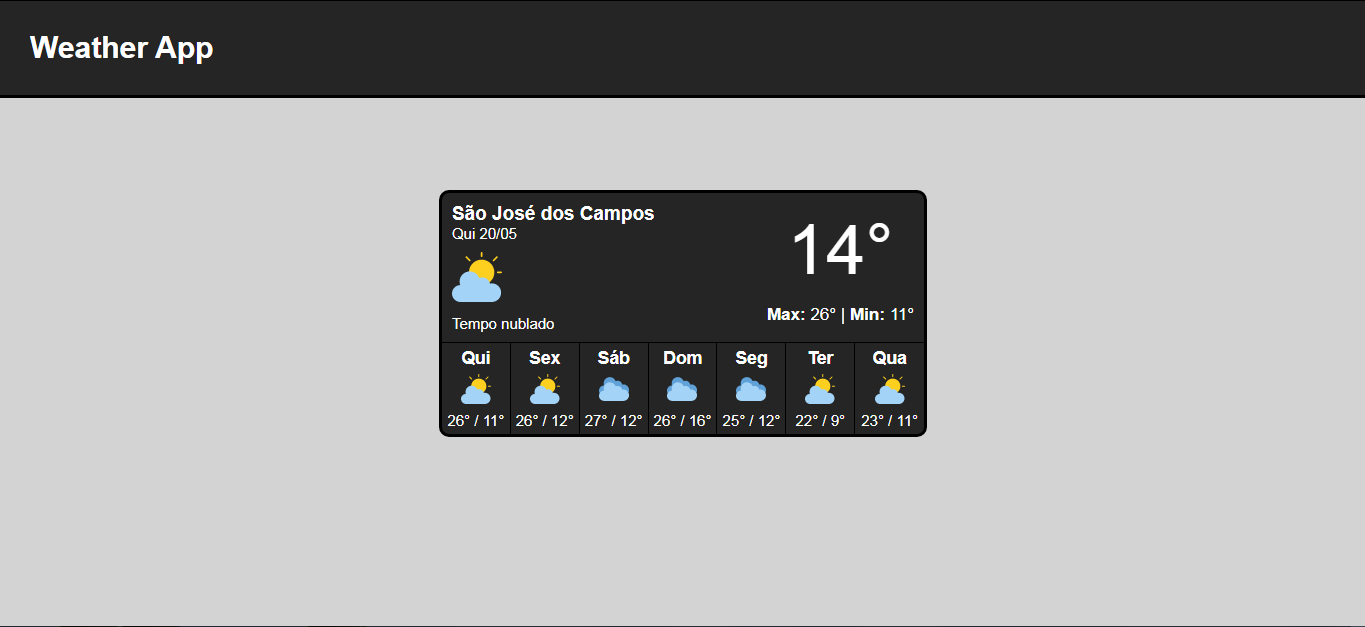 Weather App
São José dos Campos
Qui 20/05
14°
Tempo nublado
Max: 26° | Min: 11°
Qui Sex Sáb Dom Seg Ter Qua
26° / 11° 26° / 12° 27° / 12° 26° / 16° 25° / 12° 22° / 9° 23° / 11°